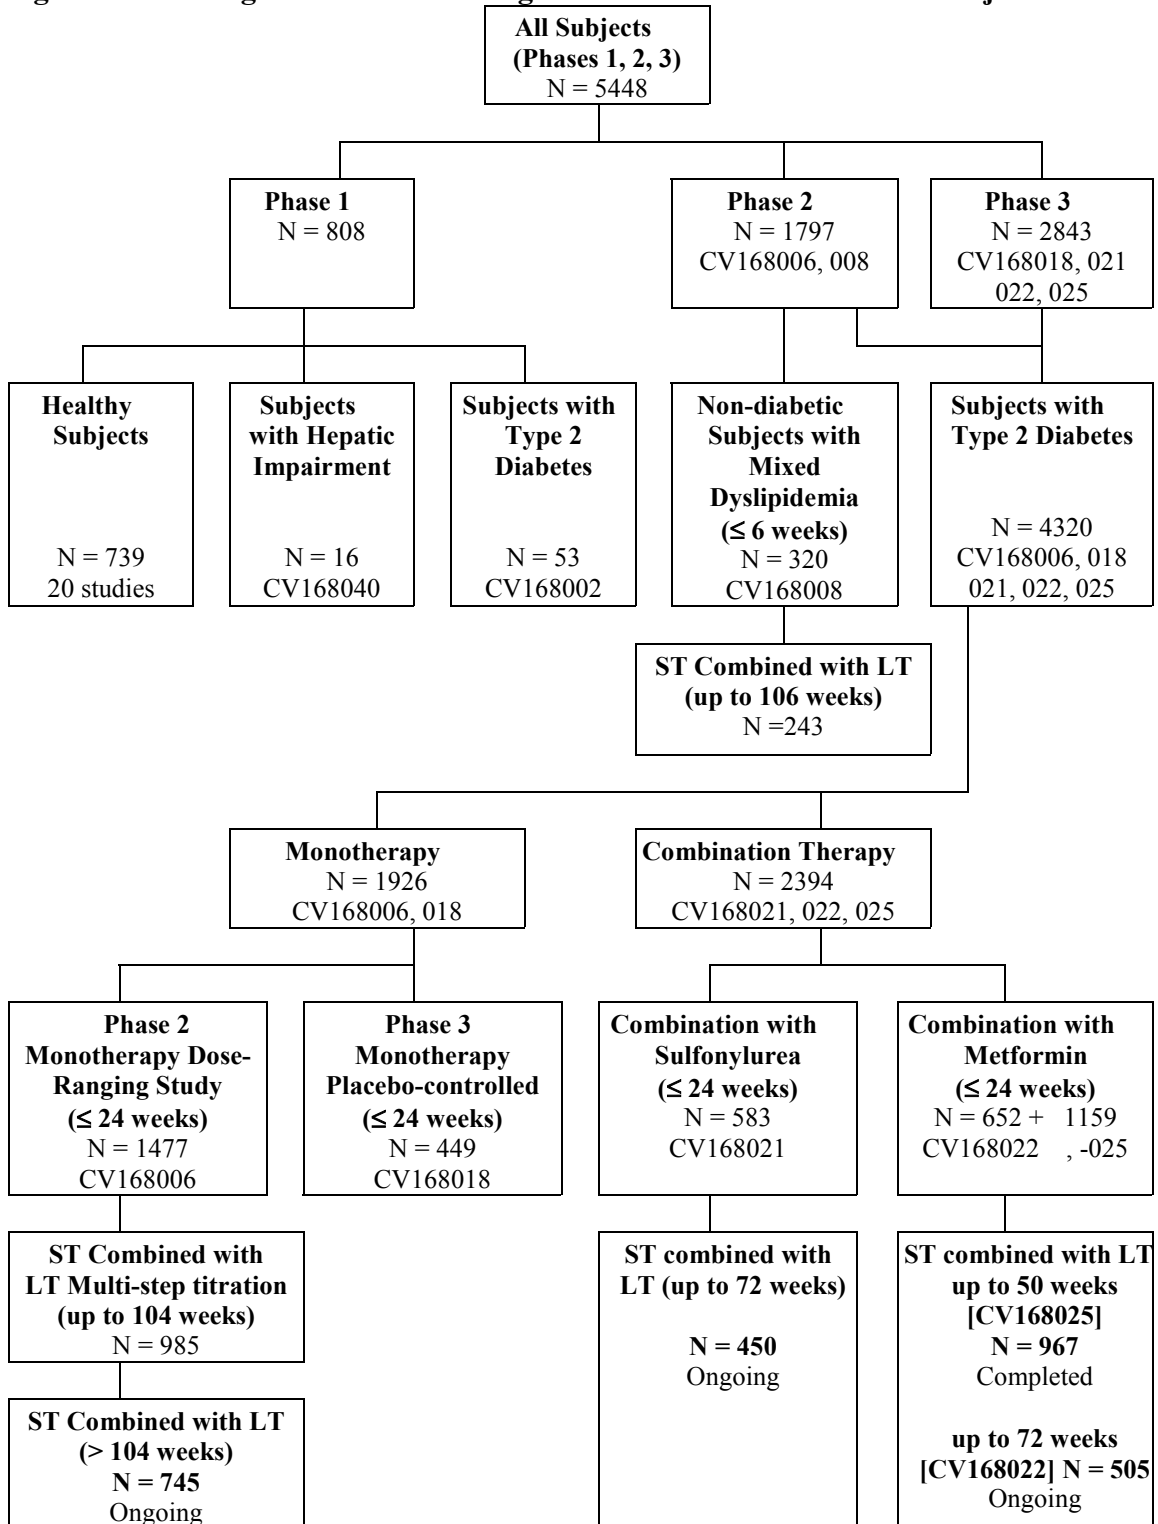 All Subjects
(Phases 1, 2, 3)
N = 5448
Phase 1
N = 808
Phase 2
N = 1797
CV168006, 008
Phase 3
N = 2843
CV168018, 021
022, 025
Healthy
Subjects
N = 739
20 studies
Subjects
with Hepatic
Impairment
N = 16
CV168040
Subjects with
Type 2
Diabetes
N = 53
CV168002
Non-diabetic
Subjects with
Mixed
Dyslipidemia
(≤ 6 weeks)
N = 320
CV168008
Subjects with
Type 2 Diabetes
N = 4320
CV168006, 018
021, 022, 025
ST Combined with LT
(up to 106 weeks)
N =243
Monotherapy
N = 1926
CV168006, 018
Combination Therapy
N = 2394
CV168021, 022, 025
Phase 2
Monotherapy Dose-
Ranging Study
(≤ 24 weeks)
N = 1477
CV168006
Phase 3
Monotherapy
Placebo-controlled
(≤ 24 weeks)
N = 449
CV168018
Combination with
Sulfonylurea
(≤ 24 weeks)
N = 583
CV168021
Combination with
Metformin
(≤ 24 weeks)
N = 652 + 1159
CV168022 , -025
ST Combined with
LT Multi-step titration
(up to 104 weeks)
N = 985
ST combined with
LT (up to 72 weeks)
N = 450
Ongoing
ST combined with LT
up to 50 weeks
[CV168025]
N = 967
Completed
up to 72 weeks
[CV168022] N = 505
Ongoing
ST Combined with LT
(> 104 weeks)
N = 745
Ongoing